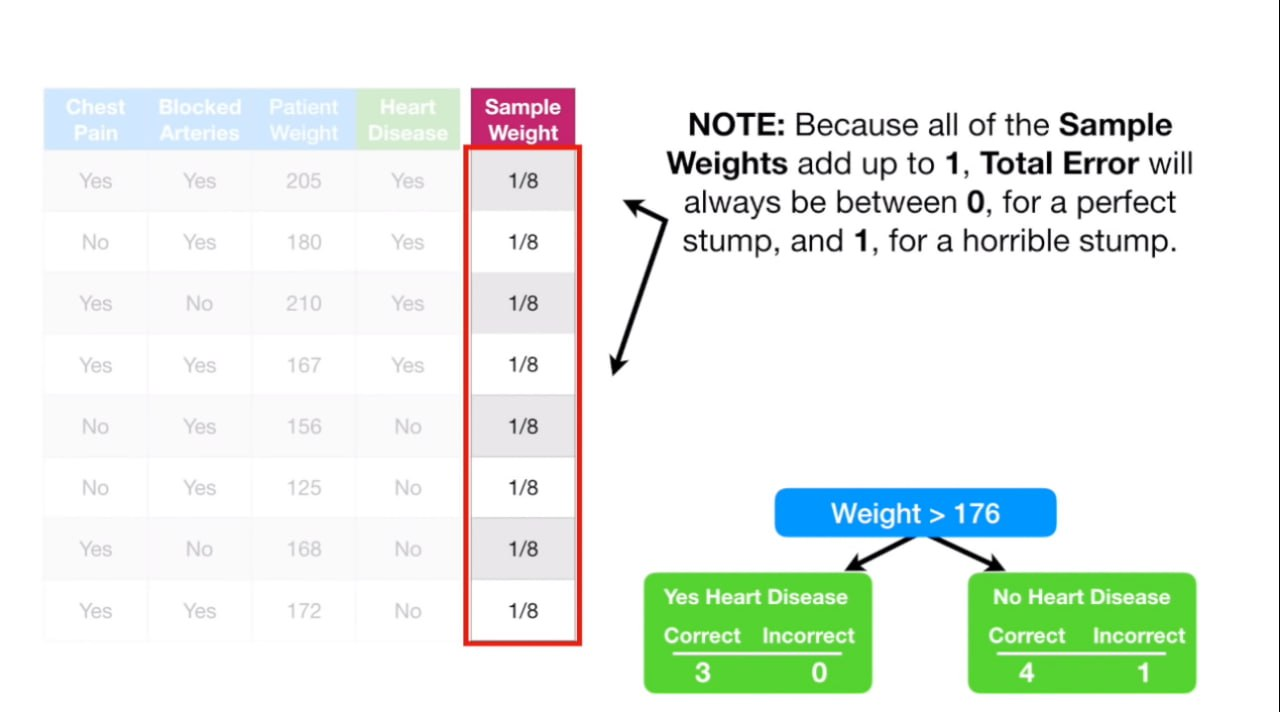 Chest Pain Blocked Arteries Patient Weight Heart Disease Sample Weight
Yes Yes 205 Yes 1/8
No Yes 180 Yes 1/8
Yes No 210 Yes 1/8
Yes Yes 167 Yes 1/8
No Yes 156 No 1/8
No Yes 125 No 1/8
Yes No 168 No 1/8
Yes Yes 172 No 1/8
NOTE: Because all of the Sample
Weights add up to 1, Total Error will
always be between 0, for a perfect
stump, and 1, for a horrible stump.
Weight > 176
Yes Heart Disease
Correct Incorrect
3 0
No Heart Disease
Correct Incorrect
4 1